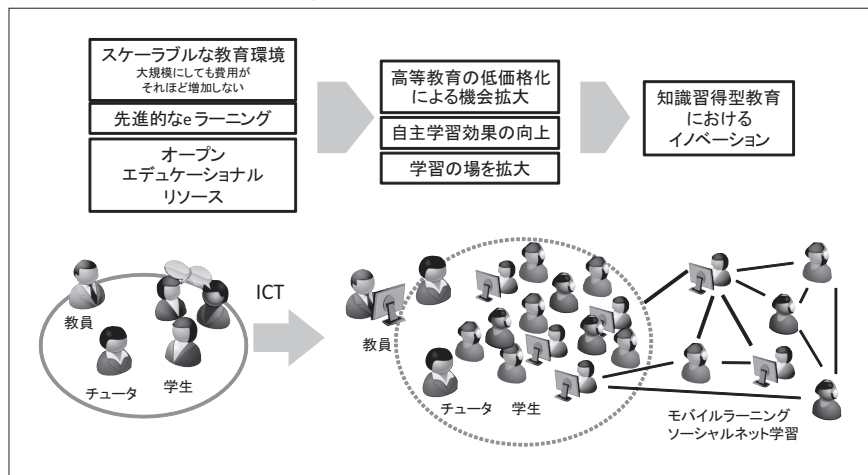 スケーラブルな教育環境
大規模にしても費用が
それほど増加しない
先進的なeラーニング
オープン
エデュケーショナル
リソース
高等教育の低価格化
による機会拡大
自主学習効果の向上
学習の場を拡大
知識習得型教育
における
イノベーション
教員
チュータ
学生
ICT
教員
チュータ
学生
モバイルラーニング
ソーシャルネット学習